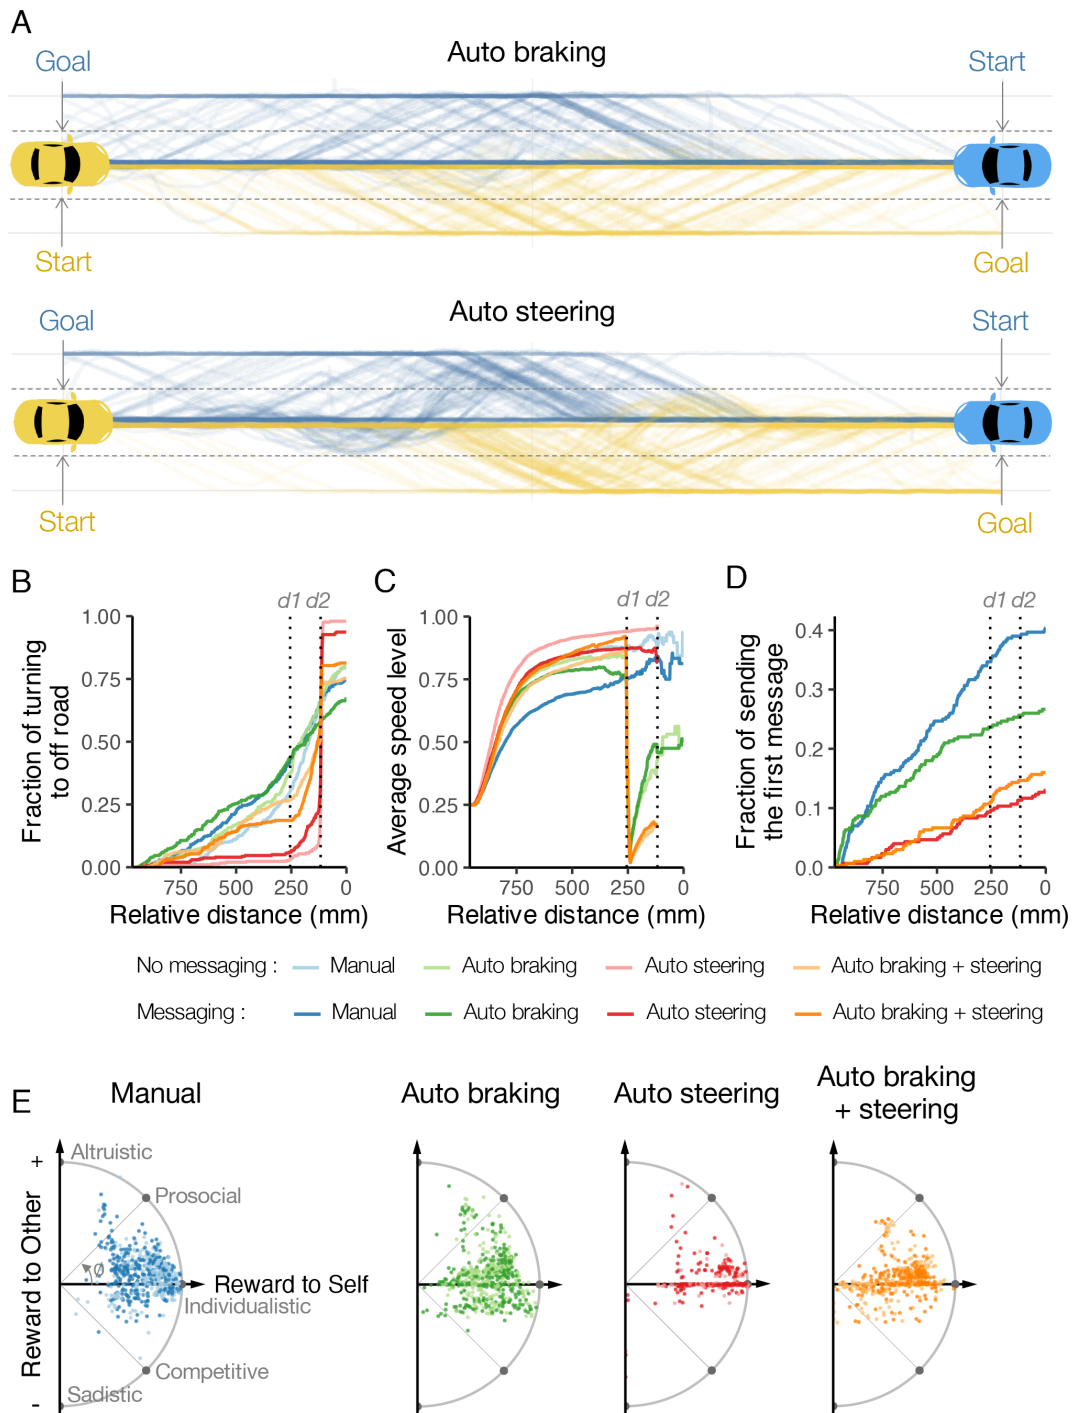 A
Auto braking
Goal
Start
Start
Goal
Auto steering
Goal
Start
Start
Goal
B
C
D
d1 d2
d1 d2
d1 d2
Fraction of turning
to off road
1.00
0.75
0.50
0.25
0.00
750 500 250 0
Relative distance (mm)
Average speed level
1.00
0.75
0.50
0.25
0.00
750 500 250 0
Relative distance (mm)
Fraction of sending
the first message
0.4
0.3
0.2
0.1
0.0
750 500 250 0
Relative distance (mm)
No messaging : Manual Auto braking Auto steering Auto braking + steering
Messaging : Manual Auto braking Auto steering Auto braking + steering
E
Manual
Auto braking
Auto steering
Auto braking
+ steering
Reward to Other
+
-
Altruistic
Prosocial
ø
Reward to Self
Individualistic
Competitive
Sadistic